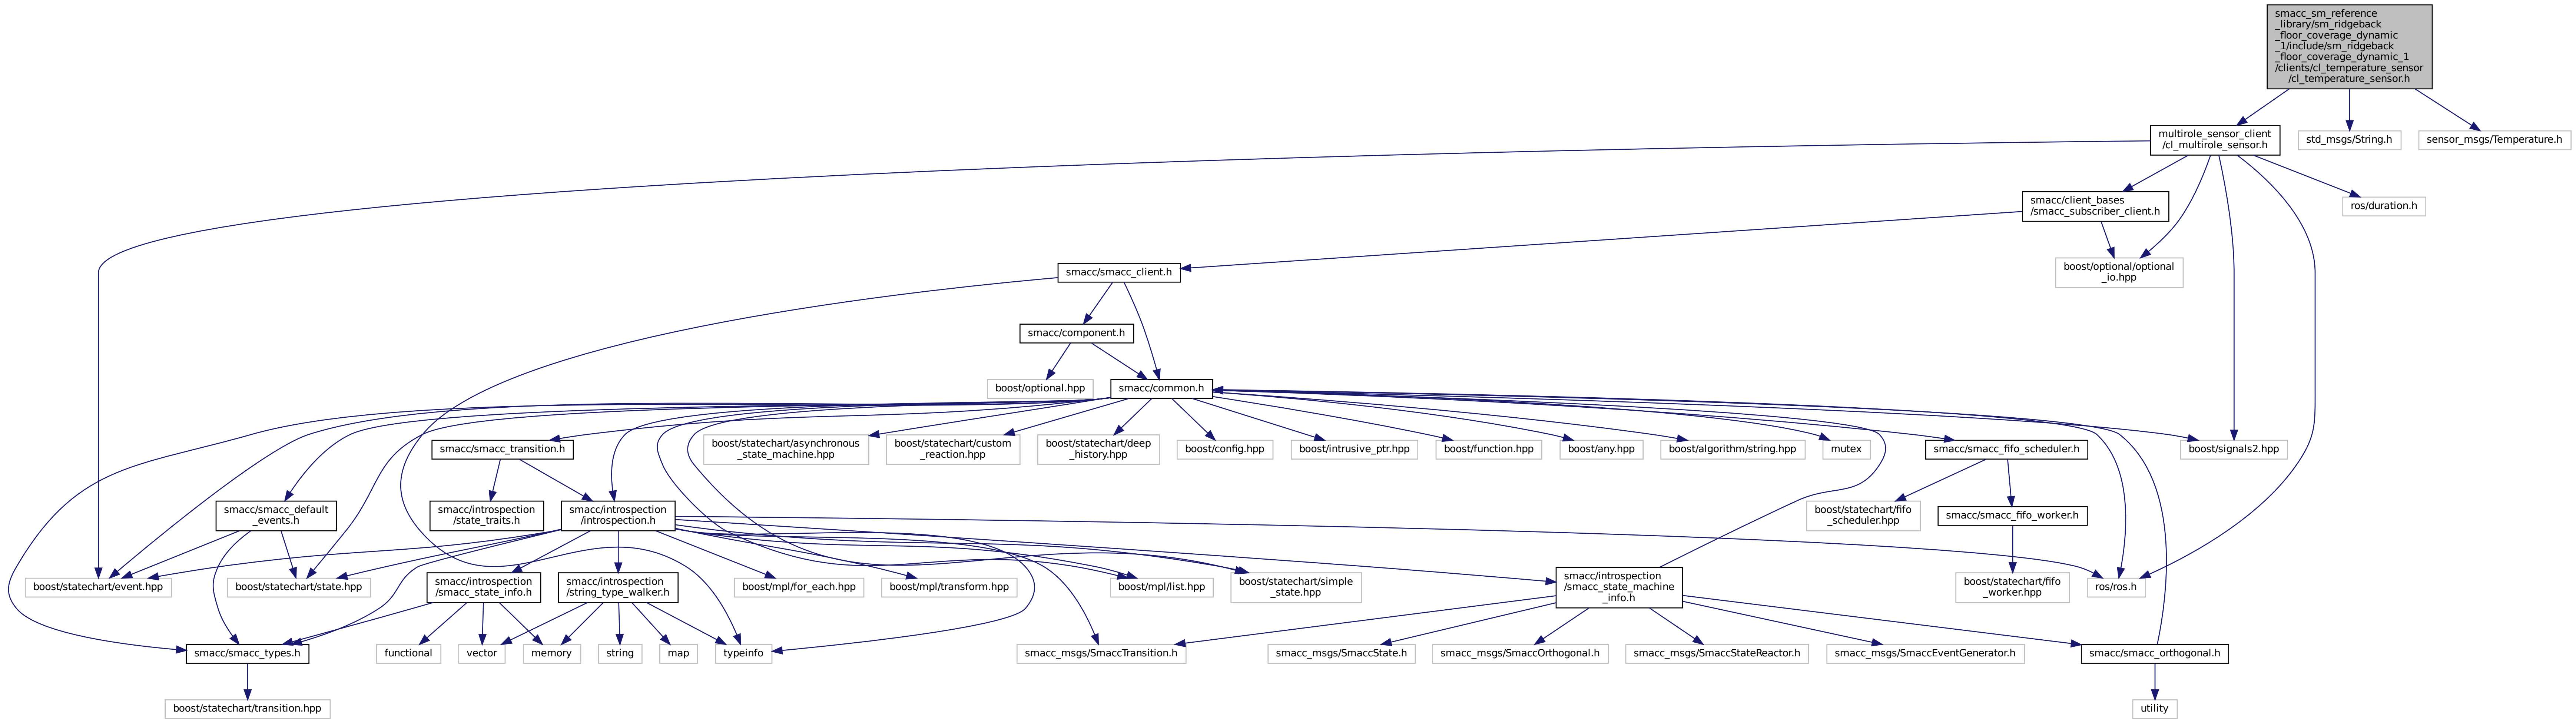 smacc_sm_reference
_library/sm_ridgeback
_floor_coverage_dynamic
_1/include/sm_ridgeback
_floor_coverage_dynamic_1
/clients/cl_temperature_sensor
/cl_temperature_sensor.h
multirole_sensor_client
/cl_multirole_sensor.h
std_msgs/String.h
sensor_msgs/Temperature.h
smacc/client_bases
/smacc_subscriber_client.h
ros/duration.h
smacc/smacc_client.h
boost/optional/optional
_io.hpp
smacc/component.h
boost/optional.hpp
smacc/common.h
smacc/smacc_transition.h
boost/statechart/asynchronous
_state_machine.hpp
boost/statechart/custom
_reaction.hpp
boost/statechart/deep
_history.hpp
boost/config.hpp
boost/intrusive_ptr.hpp
boost/function.hpp
boost/any.hpp
boost/algorithm/string.hpp
mutex
smacc/smacc_fifo_scheduler.h
boost/signals2.hpp
smacc/smacc_default
_events.h
smacc/introspection
/state_traits.h
smacc/introspection
/introspection.h
boost/statechart/fifo
_scheduler.hpp
smacc/smacc_fifo_worker.h
boost/statechart/event.hpp
boost/statechart/state.hpp
smacc/introspection
/smacc_state_info.h
smacc/introspection
/string_type_walker.h
boost/mpl/for_each.hpp
boost/mpl/transform.hpp
boost/mpl/list.hpp
boost/statechart/simple
_state.hpp
smacc/introspection
/smacc_state_machine
_info.h
boost/statechart/fifo
_worker.hpp
ros/ros.h
smacc/smacc_types.h
functional
vector
memory
string
map
typeinfo
smacc_msgs/SmaccTransition.h
smacc_msgs/SmaccState.h
smacc_msgs/SmaccOrthogonal.h
smacc_msgs/SmaccStateReactor.h
smacc_msgs/SmaccEventGenerator.h
smacc/smacc_orthogonal.h
boost/statechart/transition.hpp
utility